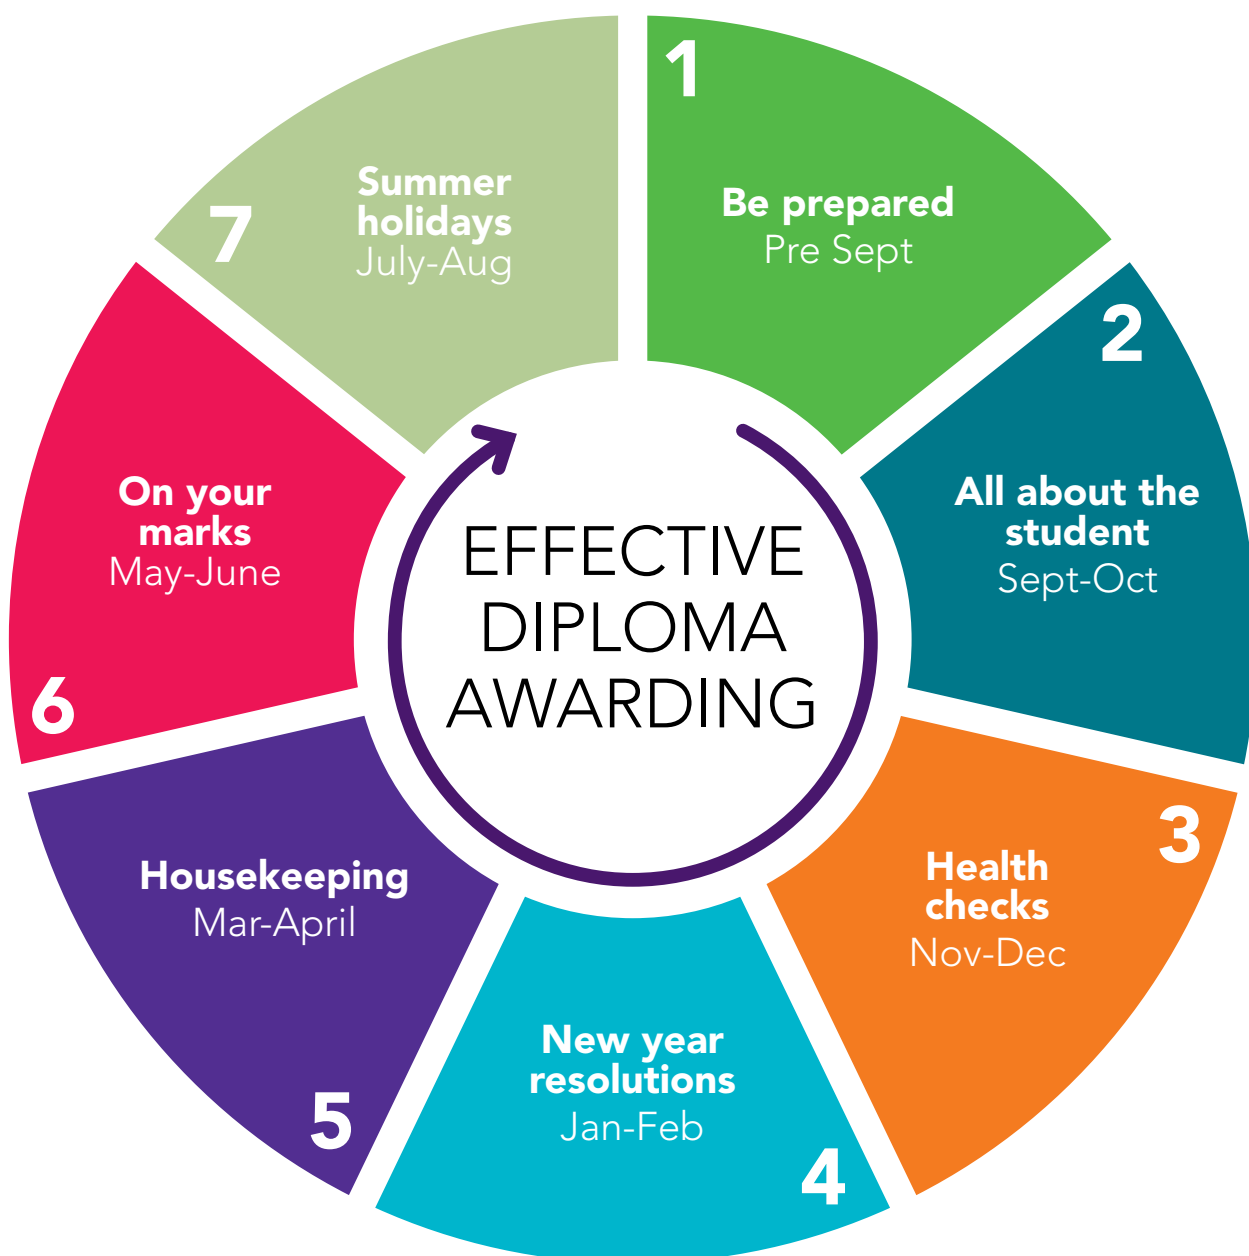 1
Be prepared
Pre Sept
2
All about the
student
Sept-Oct
3
Health
checks
Nov-Dec
4
New year
resolutions
Jan-Feb
5
Housekeeping
Mar-April
6
On your
marks
May-June
7
Summer
holidays
July-Aug
EFFECTIVE
DIPLOMA
AWARDING